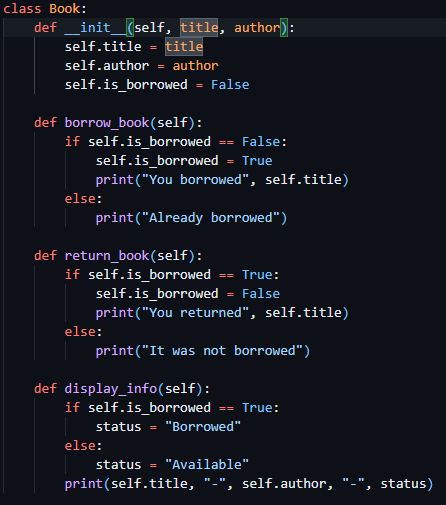 class Book:
    def __init__(self, title, author):
        self.title = title
        self.author = author
        self.is_borrowed = False

    def borrow_book(self):
        if self.is_borrowed == False:
            self.is_borrowed = True
            print("You borrowed", self.title)
        else:
            print("Already borrowed")

    def return_book(self):
        if self.is_borrowed == True:
            self.is_borrowed = False
            print("You returned", self.title)
        else:
            print("It was not borrowed")

    def display_info(self):
        if self.is_borrowed == True:
            status = "Borrowed"
        else:
            status = "Available"
        print(self.title, "-", self.author, "-", status)